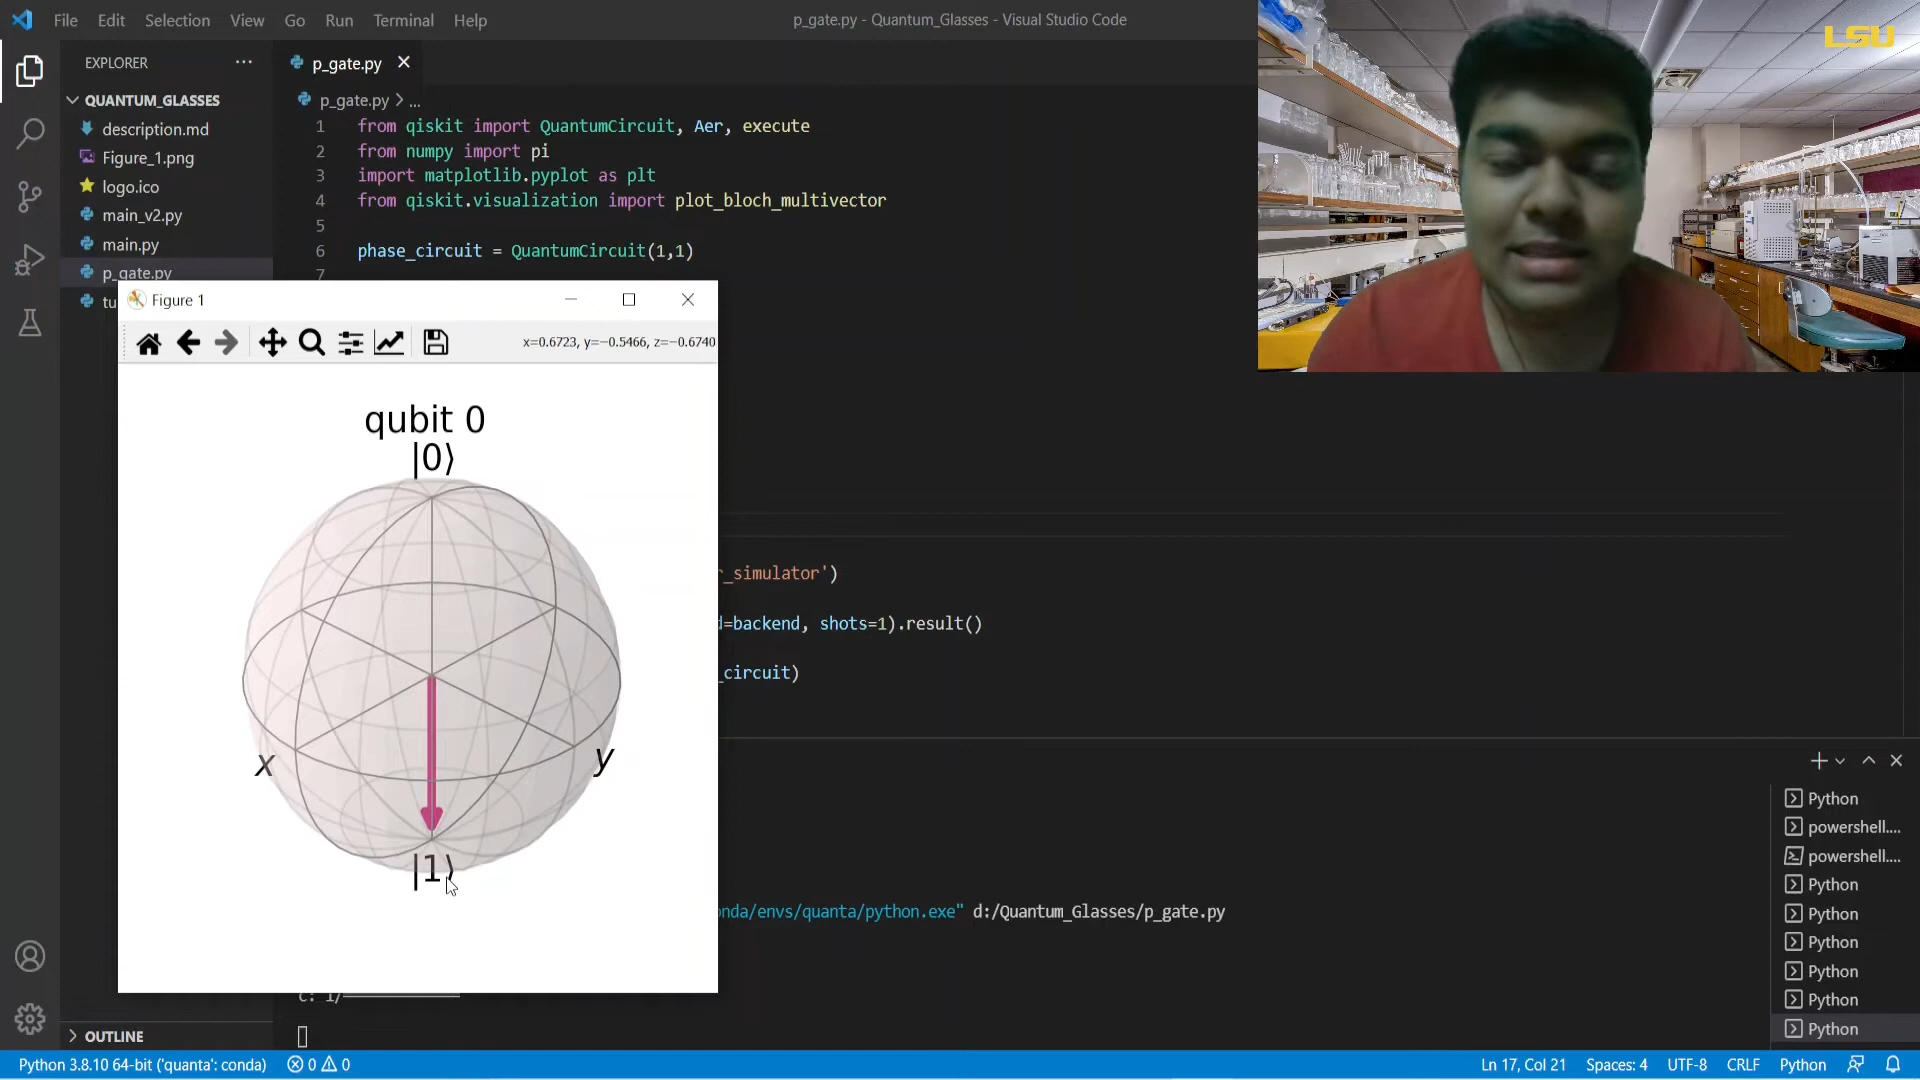 File Edit Selection View Go Run Terminal Help
p_gate.py - Quantum_Glasses - Visual Studio Code
LSU
EXPLORER
QUANTUM_GLASSES
description.md
Figure_1.png
logo.ico
main_v2.py
main.py
p_gate.py
tu
p_gate.py
p_gate.py > ...
1 from qiskit import QuantumCircuit, Aer, execute
2 from numpy import pi
3 import matplotlib.pyplot as plt
4 from qiskit.visualization import plot_bloch_multivector
5
6 phase_circuit = QuantumCircuit(1,1)
7
Figure 1
x=0.6723, y=−0.5466, z=−0.6740
qubit 0
|0⟩
x
y
|1⟩
r_simulator')
d=backend, shots=1).result()
_circuit)
onda/envs/quanta/python.exe" d:/Quantum_Glasses/p_gate.py
c: 1/
Python
powershell....
powershell....
Python
Python
Python
Python
Python
Python
OUTLINE
Python 3.8.10 64-bit ('quanta': conda) 0 0
Ln 17, Col 21 Spaces: 4 UTF-8 CRLF Python